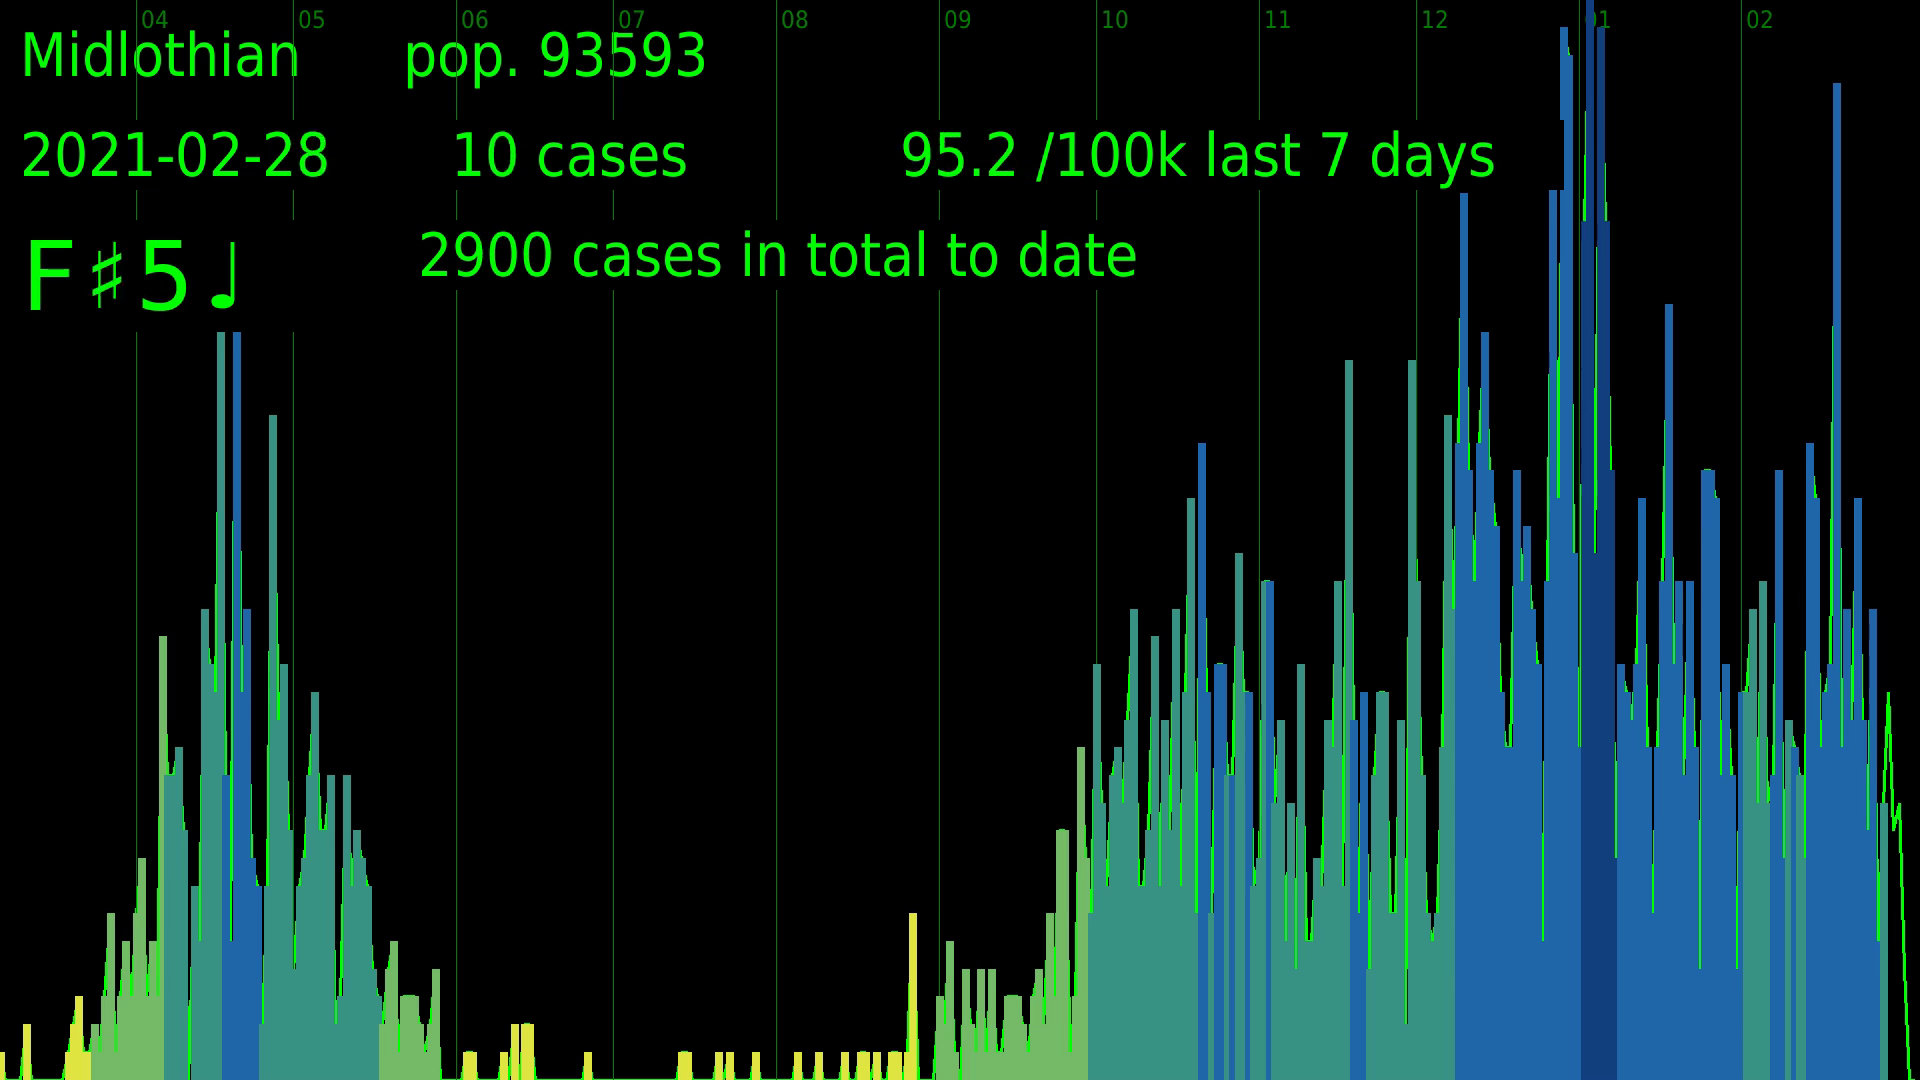 04 05 06 07 08 09 10 11 12 01 02
Midlothian pop. 93593
2021-02-28 10 cases 95.2 /100k last 7 days
F♯5♩ 2900 cases in total to date